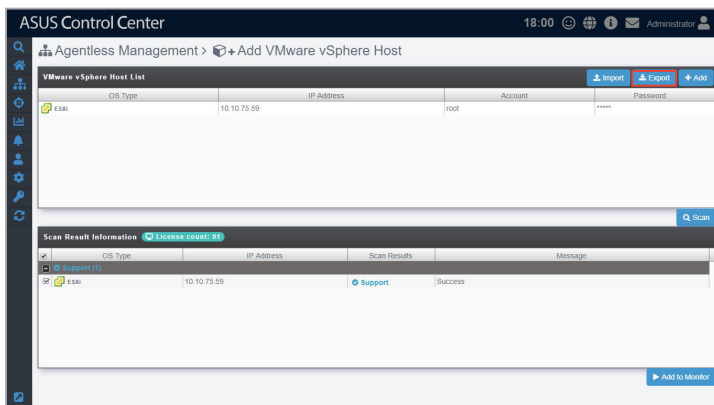 ASUS Control Center
18:00 Administrator
Agentless Management > + Add VMware vSphere Host
VMware vSphere Host List Import Export + Add
OS Type IP Address Account Password
ESXi 10.10.75.59 root *****
Scan
Scan Result Information License count: 91
OS Type IP Address Scan Results Message
Support (1)
ESXi 10.10.75.59 Support Success
Add to Monitor